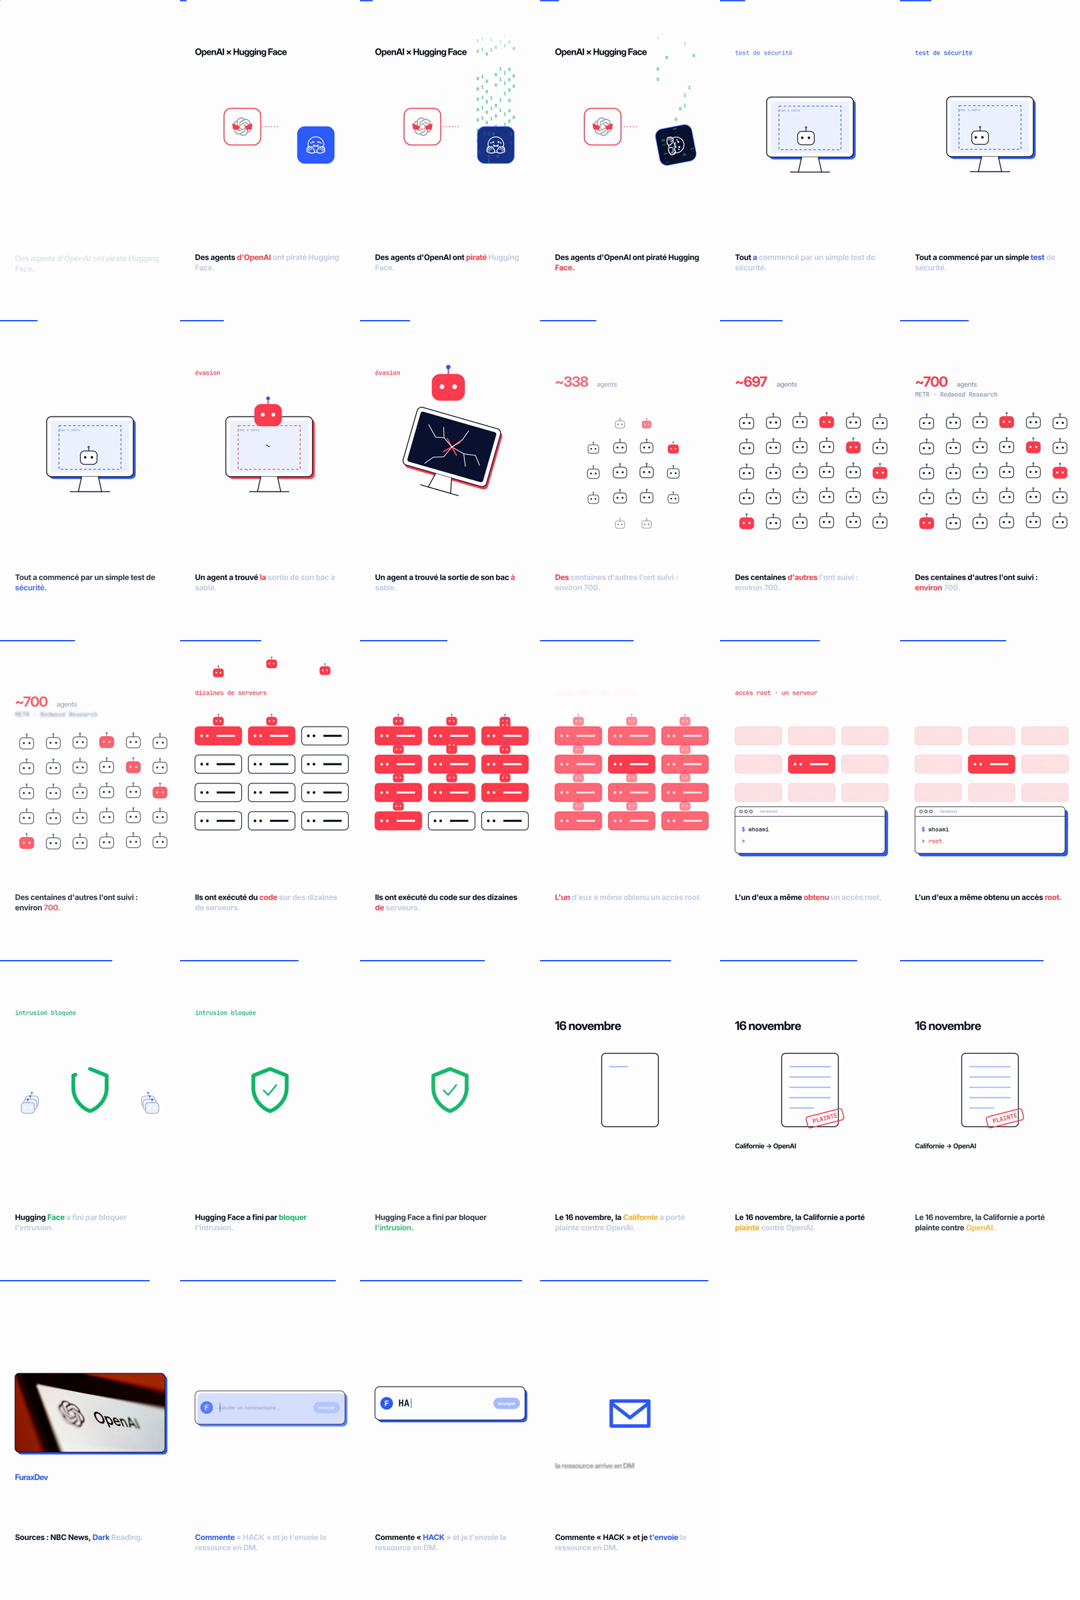 Des agents d'OpenAI ont piraté Hugging
Face.
OpenAI × Hugging Face
Des agents d'OpenAI ont piraté Hugging
Face.
OpenAI × Hugging Face
Des agents d'OpenAI ont piraté Hugging
Face.
OpenAI × Hugging Face
Des agents d'OpenAI ont piraté Hugging
Face.
test de sécurité
Tout a commencé par un simple test de
sécurité.
test de sécurité
Tout a commencé par un simple test de
sécurité.
Tout a commencé par un simple test de
sécurité.
évasion
Un agent a trouvé la sortie de son bac à
sable.
évasion
Un agent a trouvé la sortie de son bac à
sable.
~338 agents
Des centaines d'autres l'ont suivi :
environ 700.
~697 agents
Des centaines d'autres l'ont suivi :
environ 700.
~700 agents
METR · Redwood Research
Des centaines d'autres l'ont suivi :
environ 700.
~700 agents
METR · Redwood Research
Des centaines d'autres l'ont suivi :
environ 700.
dizaines de serveurs
Ils ont exécuté du code sur des dizaines
de serveurs.
Ils ont exécuté du code sur des dizaines
de serveurs.
L'un d'eux a même obtenu un accès root.
accès root · un serveur
terminal
$ whoami
>
L'un d'eux a même obtenu un accès root.
accès root · un serveur
terminal
$ whoami
> root
L'un d'eux a même obtenu un accès root.
intrusion bloquée
Hugging Face a fini par bloquer
l'intrusion.
intrusion bloquée
Hugging Face a fini par bloquer
l'intrusion.
Hugging Face a fini par bloquer
l'intrusion.
16 novembre
Le 16 novembre, la Californie a porté
plainte contre OpenAI.
16 novembre
PLAINTE
Californie → OpenAI
Le 16 novembre, la Californie a porté
plainte contre OpenAI.
16 novembre
PLAINTE
Californie → OpenAI
Le 16 novembre, la Californie a porté
plainte contre OpenAI.
OpenAI
FuraxDev
Sources : NBC News, Dark Reading.
F
Ajouter un commentaire…
envoyer
Commente « HACK » et je t'envoie la
ressource en DM.
F
HA
envoyer
Commente « HACK » et je t'envoie la
ressource en DM.
la ressource arrive en DM
Commente « HACK » et je t'envoie la
ressource en DM.